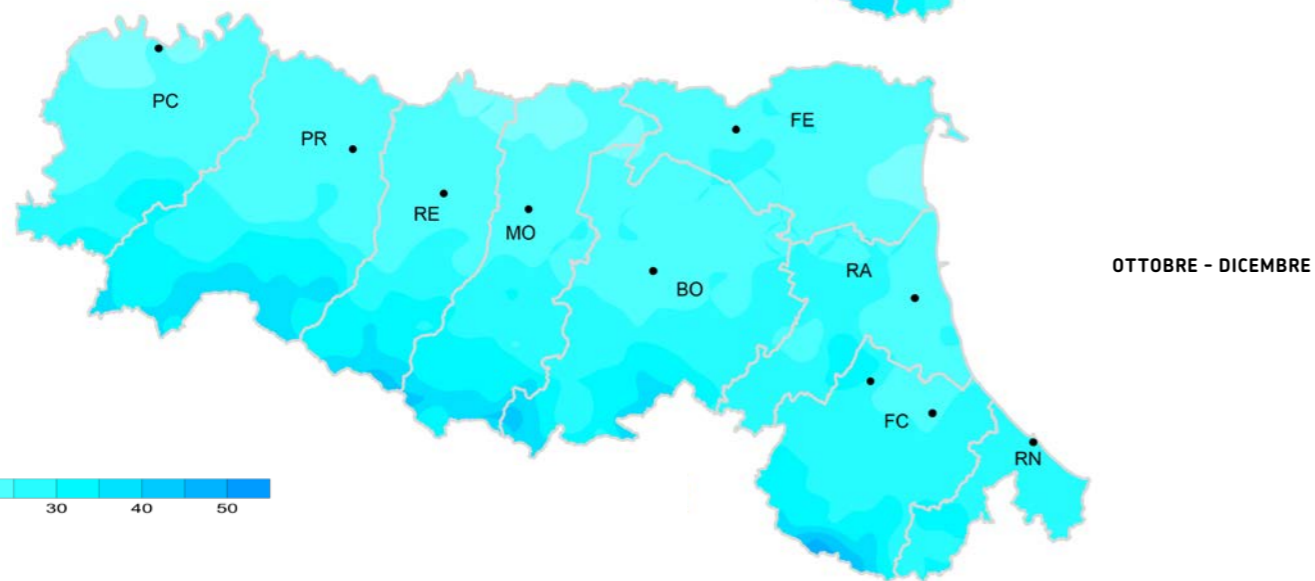 PC
FE
PR
RE
MO
RA
OTTOBRE - DICEMBRE
BO
FC
RN
30 40 50